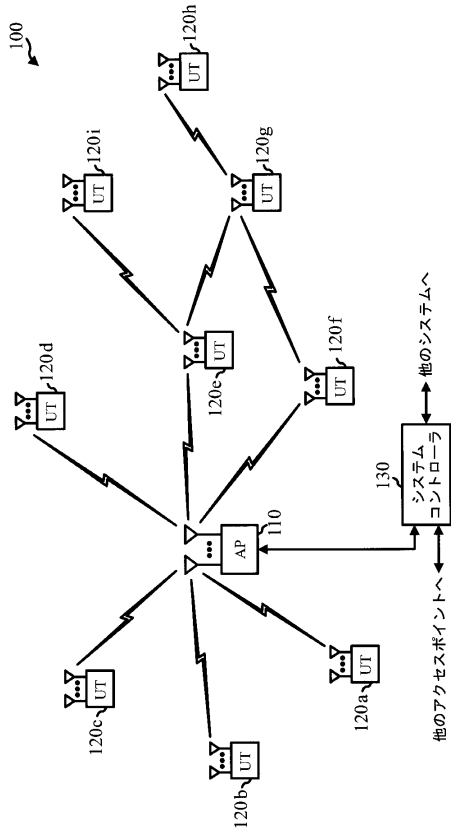 100
120h
UT
120i
UT
120g
UT
120d
UT
120e
UT
120f
UT
110
AP
120c
UT
120b
UT
120a
UT
130
システム
コントローラ
他のシステムへ
他のアクセスポイントへ